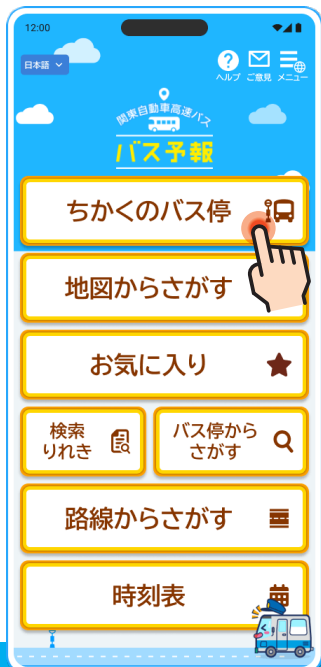 12:00
日本語
ヘルプ ご意見 メニュー
関東自動車高速バス
バス予報
ちかくのバス停
地図からさがす
お気に入り
検索
りれき
バス停から
さがす
路線からさがす
時刻表